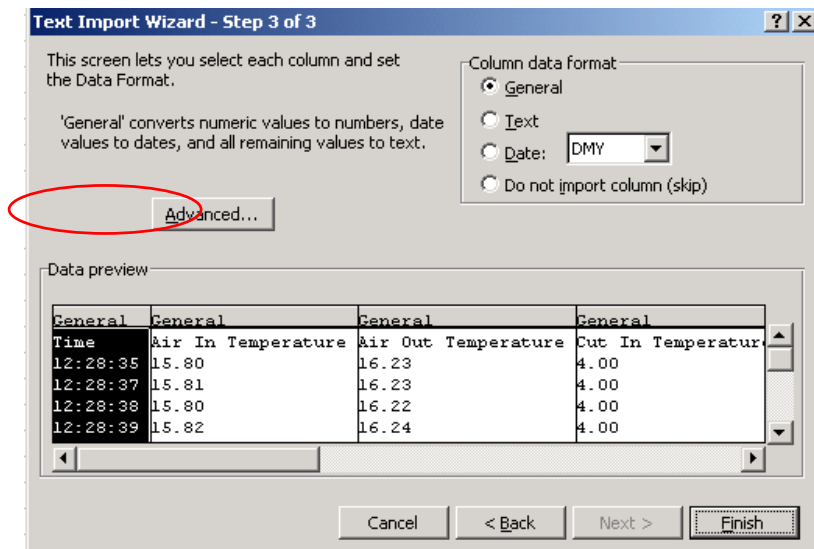 Text Import Wizard - Step 3 of 3
This screen lets you select each column and set
the Data Format.
'General' converts numeric values to numbers, date
values to dates, and all remaining values to text.
Advanced...
Column data format
General
Text
Date: DMY
Do not import column (skip)
Data preview
General General General General
Time Air In Temperature Air Out Temperature Cut In Temperatur
12:28:35 15.80 16.23 4.00
12:28:37 15.81 16.23 4.00
12:28:38 15.80 16.22 4.00
12:28:39 15.82 16.24 4.00
Cancel < Back Next > Finish